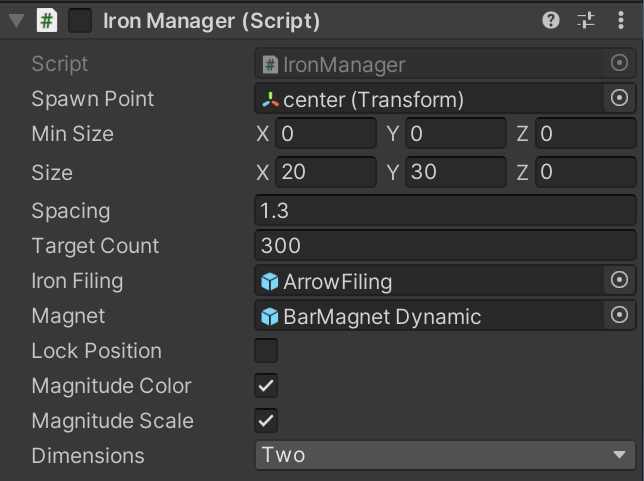 # Iron Manager (Script)
Script # IronManager
Spawn Point center (Transform)
Min Size X 0 Y 0 Z 0
Size X 20 Y 30 Z 0
Spacing 1.3
Target Count 300
Iron Filing ArrowFiling
Magnet BarMagnet Dynamic
Lock Position
Magnitude Color
Magnitude Scale
Dimensions Two